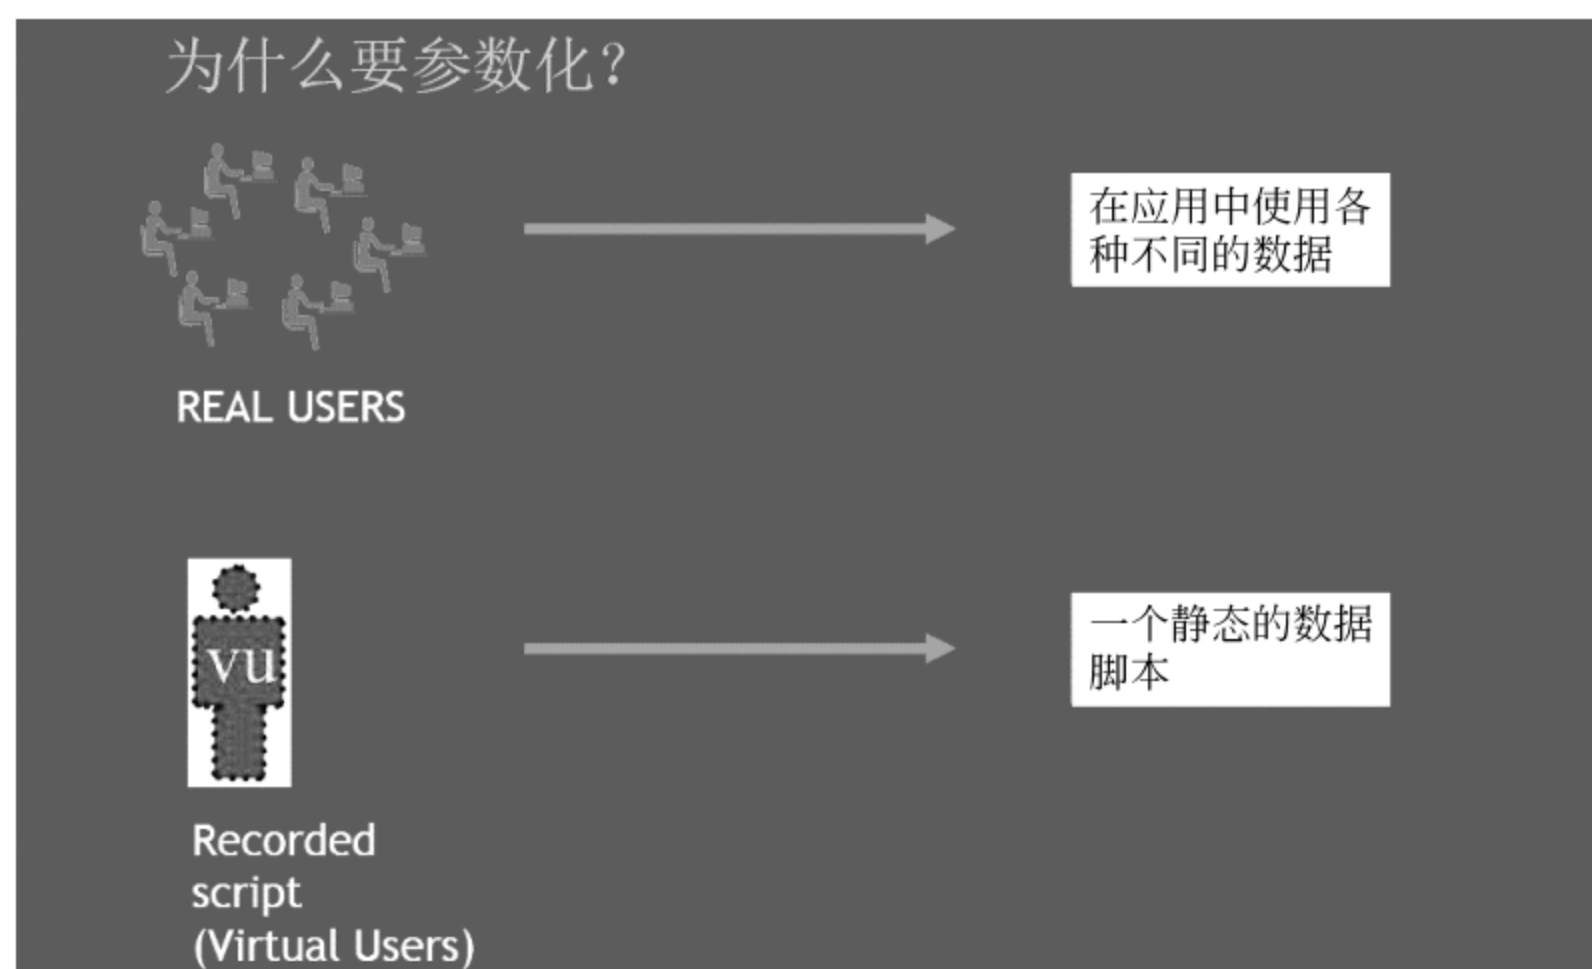 为什么要参数化?
在应用中使用各
种不同的数据
REAL USERS
vu
一个静态的数据
脚本
Recorded
script
(Virtual Users)